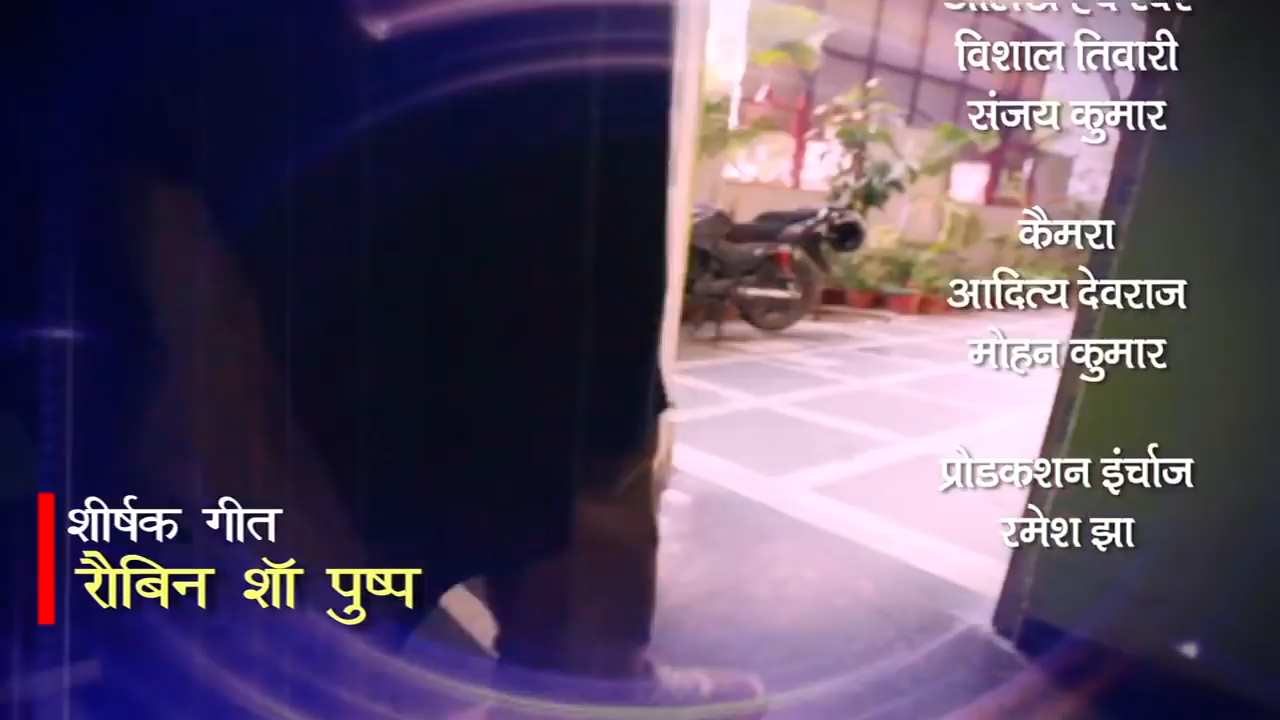 विशाल तिवारी
संजय कुमार
कैमरा
आदित्य देवराज
मोहन कुमार
प्रौडकशन इंर्चाज
रमेश झा
शीर्षक गीत
रौबिन शॉ पुष्प